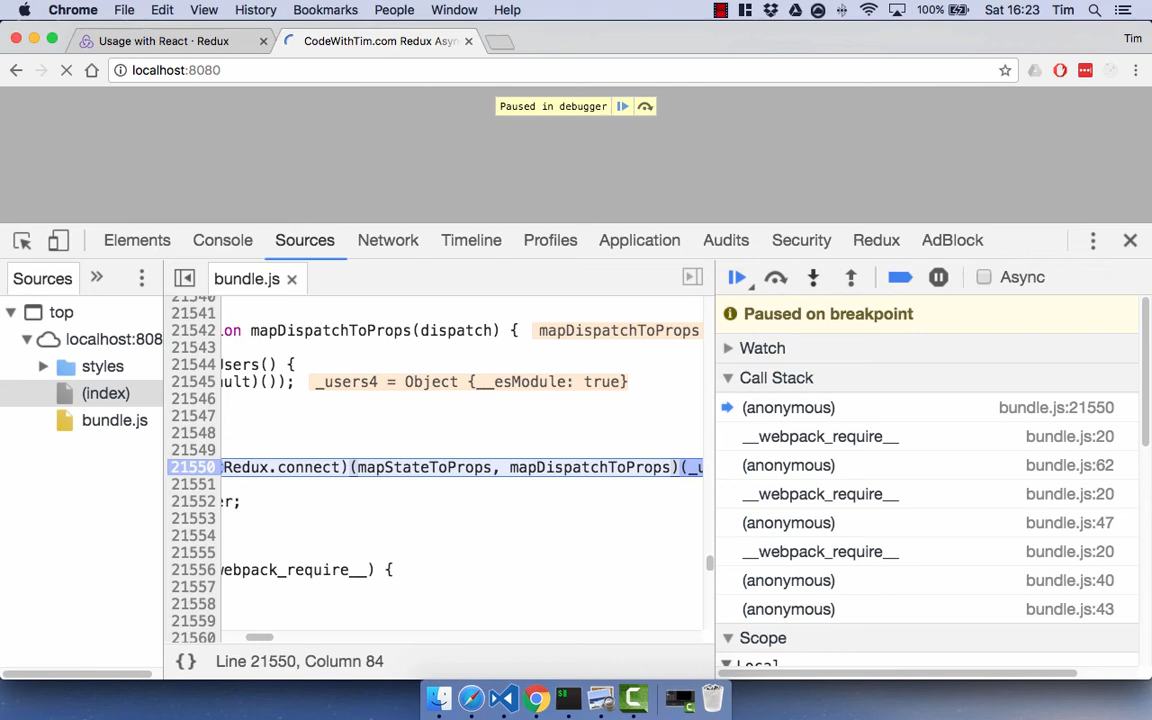 Chrome File Edit View History Bookmarks People Window Help 100% Sat 16:23 Tim
Usage with React · Redux
CodeWithTim.com Redux Asyn
Tim
localhost:8080
Paused in debugger
Elements Console Sources Network Timeline Profiles Application Audits Security Redux AdBlock
Sources
bundle.js
Async
top
localhost:808
styles
(index)
bundle.js
21540
21541
21542 on mapDispatchToProps(dispatch) { mapDispatchToProps
21543
21544 Users() {
21545 ult)()); _users4 = Object {__esModule: true}
21546
21547
21548
21549
21550 Redux.connect)(mapStateToProps, mapDispatchToProps)(_u
21551
21552 er;
21553
21554
21555
21556 webpack_require__) {
21557
21558
21559
21560
{} Line 21550, Column 84
Paused on breakpoint
Watch
Call Stack
(anonymous) bundle.js:21550
__webpack_require__ bundle.js:20
(anonymous) bundle.js:62
__webpack_require__ bundle.js:20
(anonymous) bundle.js:47
__webpack_require__ bundle.js:20
(anonymous) bundle.js:40
(anonymous) bundle.js:43
Scope
Local